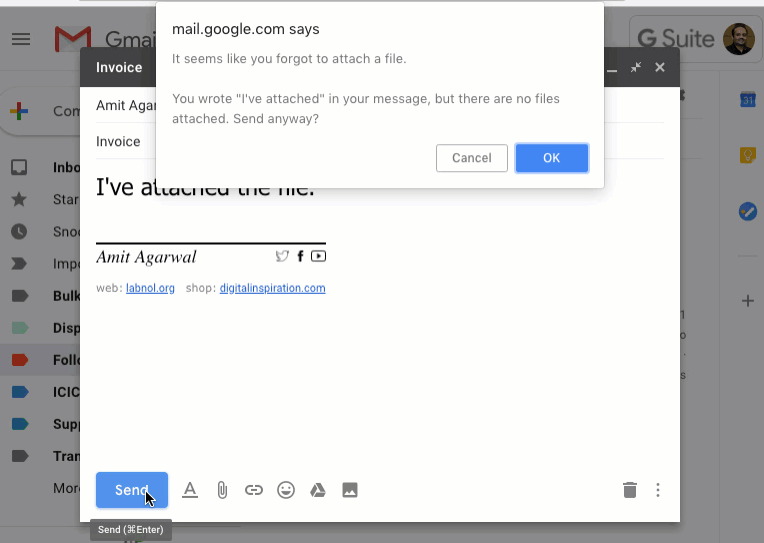 mail.google.com says
It seems like you forgot to attach a file.
You wrote "I've attached" in your message, but there are no files
attached. Send anyway?
Cancel OK
Gmai
G Suite
Invoice
Amit Agar
Invoice
I've attached the file.
Amit Agarwal
web: labnol.org shop: digitalinspiration.com
Com
Inbo
Star
Snoo
Impo
Bulk
Disp
Follo
ICIC
Supp
Tran
More
31
Send
Send (⌘Enter)